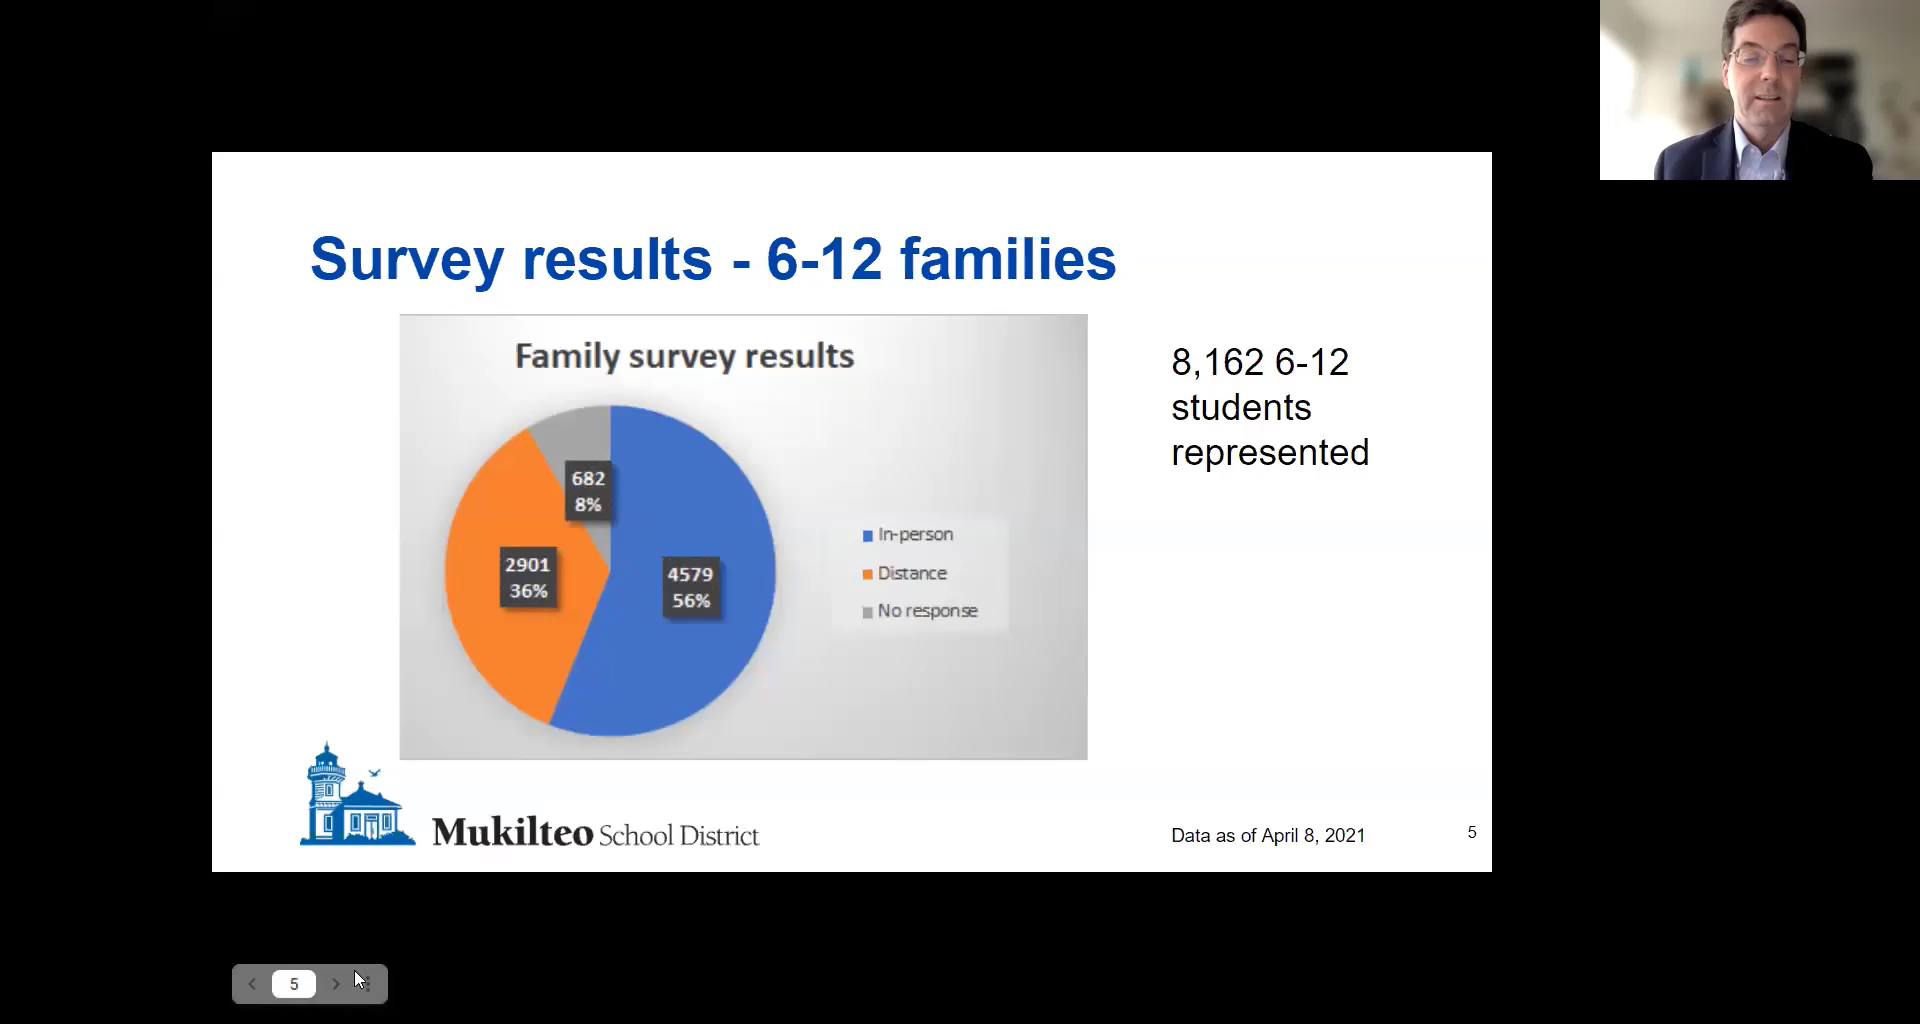 Survey results - 6-12 families
Family survey results
682
8%
2901
36%
4579
56%
In-person
Distance
No response
8,162 6-12
students
represented
Mukilteo School District
Data as of April 8, 2021
5
5